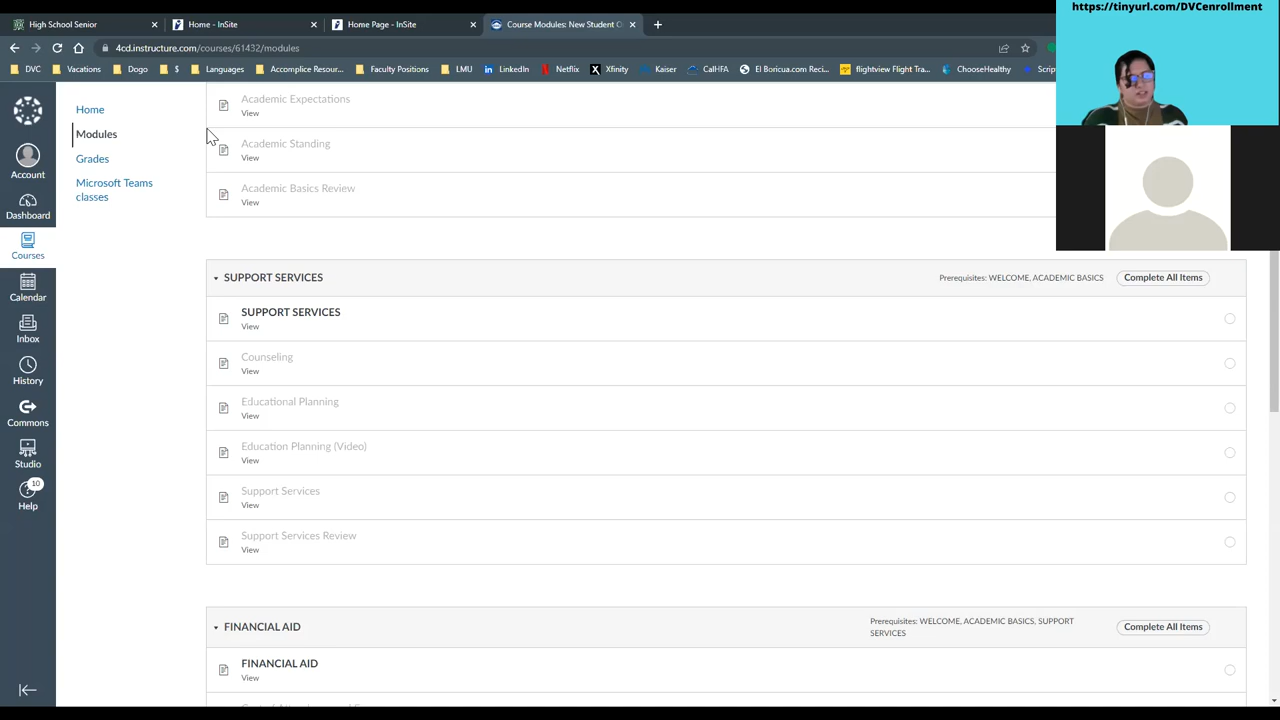 https://tinyurl.com/DVCenrollment
High School Senior
Home - InSite
Home Page - InSite
Course Modules: New Student O
4cd.instructure.com/courses/61432/modules
DVC
Vacations
Dogo
$
Languages
Accomplice Resour...
Faculty Positions
LMU
LinkedIn
Netflix
Xfinity
Kaiser
CalHFA
El Boricua.com Reci...
flightview Flight Tra...
ChooseHealthy
Scrip
Account
Dashboard
Courses
Calendar
Inbox
History
Commons
Studio
10
Help
Home
Modules
Grades
Microsoft Teams
classes
Academic Expectations
View
Academic Standing
View
Academic Basics Review
View
SUPPORT SERVICES
Prerequisites: WELCOME, ACADEMIC BASICS
Complete All Items
SUPPORT SERVICES
View
Counseling
View
Educational Planning
View
Education Planning (Video)
View
Support Services
View
Support Services Review
View
FINANCIAL AID
Prerequisites: WELCOME, ACADEMIC BASICS, SUPPORT
SERVICES
Complete All Items
FINANCIAL AID
View